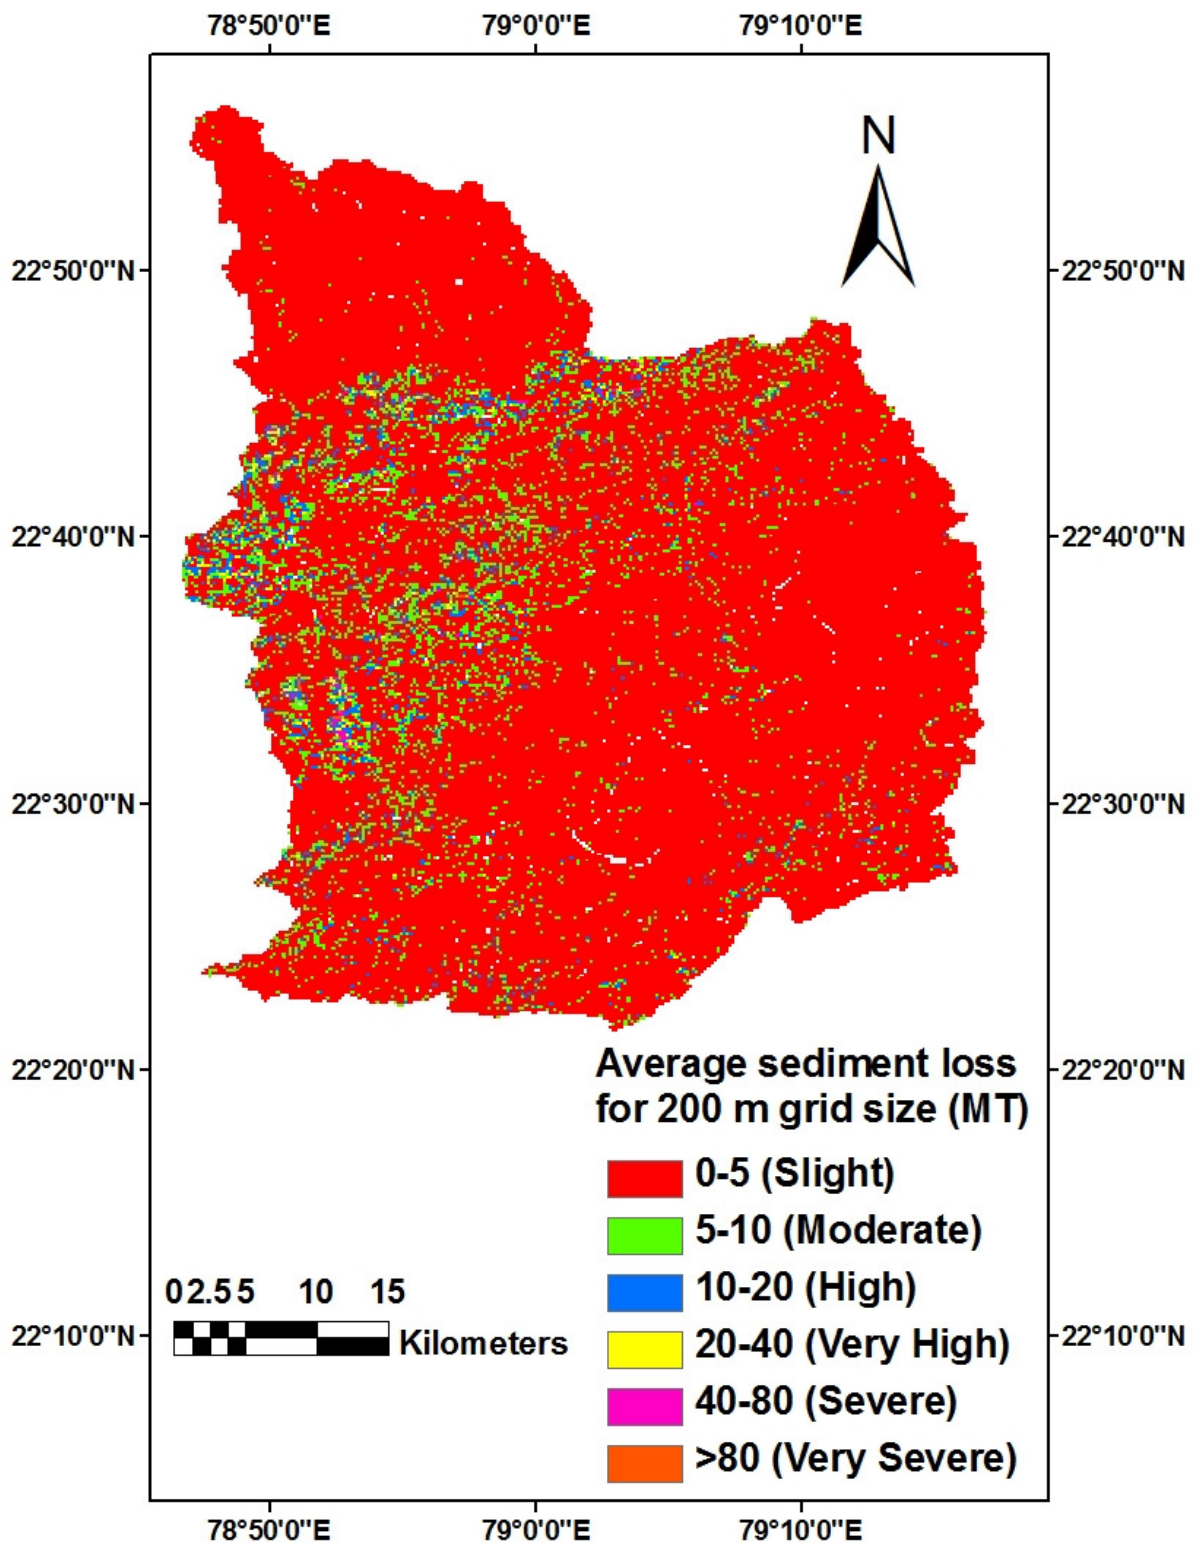 78°50'0"E 79°0'0"E 79°10'0"E
N
22°50'0"N 22°50'0"N
22°40'0"N 22°40'0"N
22°30'0"N 22°30'0"N
22°20'0"N 22°20'0"N
Average sediment loss
for 200 m grid size (MT)
0-5 (Slight)
5-10 (Moderate)
10-20 (High)
20-40 (Very High)
40-80 (Severe)
>80 (Very Severe)
0 2.5 5 10 15
Kilometers
22°10'0"N 22°10'0"N
78°50'0"E 79°0'0"E 79°10'0"E